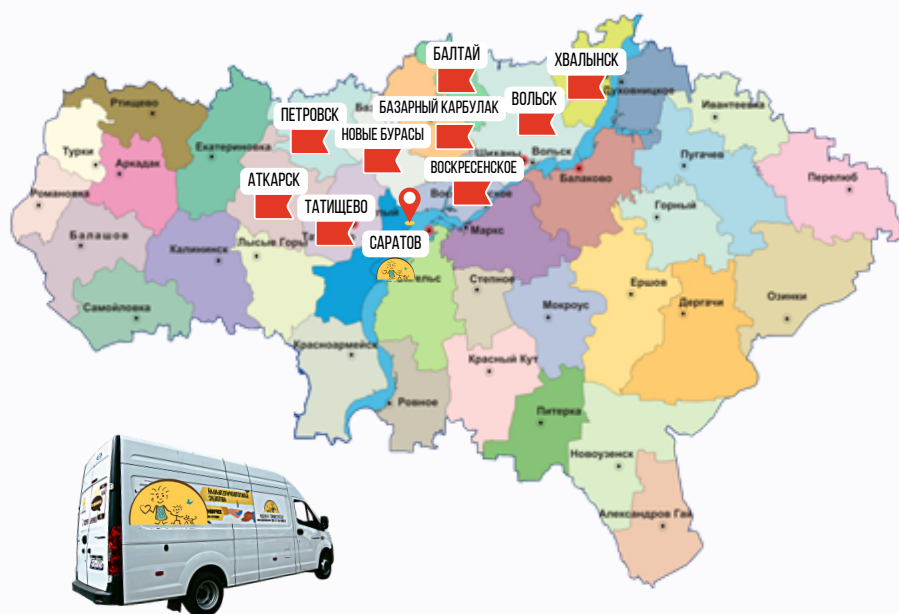 БАЛТАЙ
ХВАЛЫНСК
Духовницкое
Ртищево
ПЕТРОВСК
БАЗАРНЫЙ КАРБУЛАК
ВОЛЬСК
Ивантеевка
НОВЫЕ БУРАСЫ
Турки
Аркадак
Екатериновка
Шиханы
Вольск
Пугачев
Романовка
АТКАРСК
ВОСКРЕСЕНСКОЕ
Балаково
Перелюб
ТАТИЩЕВО
Горный
Балашов
Калининск
Лысые Горы
САРАТОВ
Маркс
Степное
Ершов
Озинки
Самойловка
Мокроус
Дергачи
Красноармейск
Красный Кут
Ровное
Питерка
Новоузенск
Александров Гай